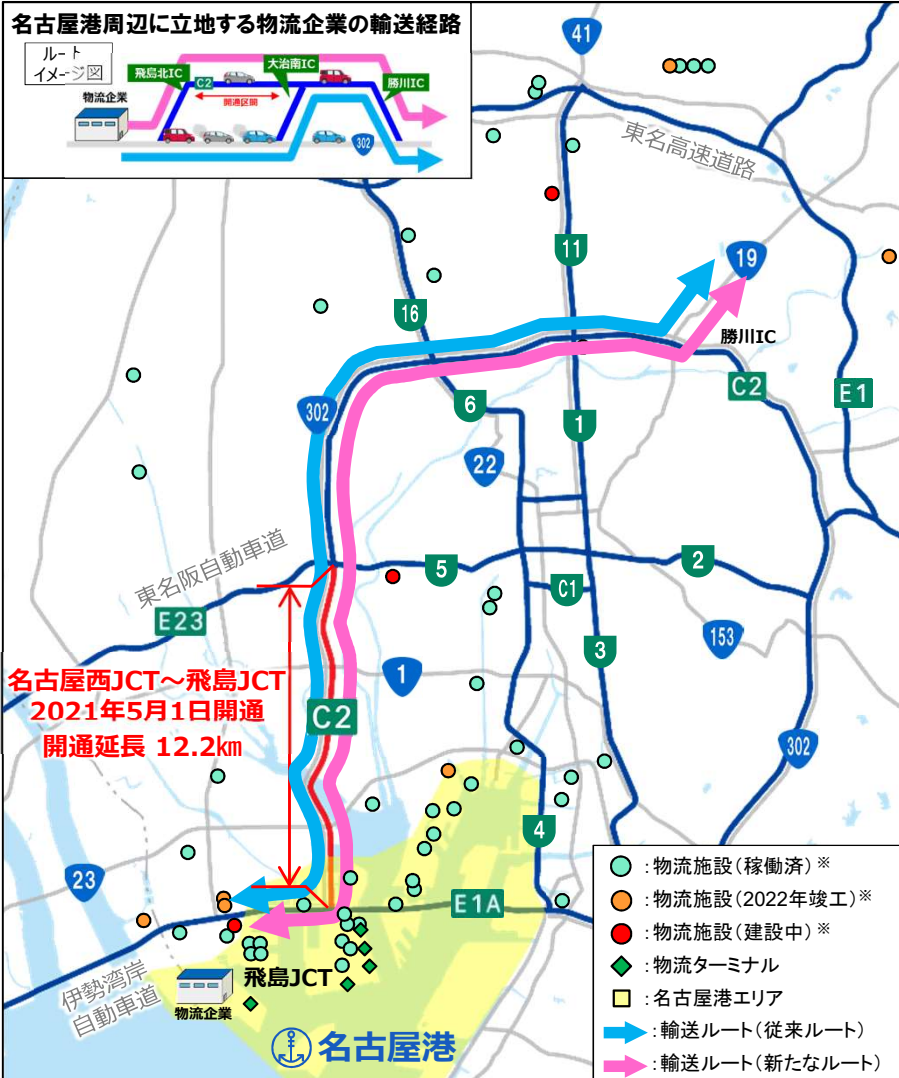 名古屋港周辺に立地する物流企業の輸送経路
ルート
イメージ図
飛島北IC
C2
大治南IC
勝川IC
開通区間
物流企業
302
41
東名高速道路
19
11
16
勝川IC
C2
E1
302
6
1
22
東名阪自動車道
5
2
C1
E23
153
3
1
名古屋西JCT～飛島JCT
2021年5月1日開通
開通延長 12.2㎞
C2
302
4
23
E1A
飛島JCT
伊勢湾岸
自動車道
物流企業
名古屋港
：物流施設（稼働済）※
：物流施設（2022年竣工）※
：物流施設（建設中）※
：物流ターミナル
：名古屋港エリア
：輸送ルート（従来ルート）
：輸送ルート（新たなルート）